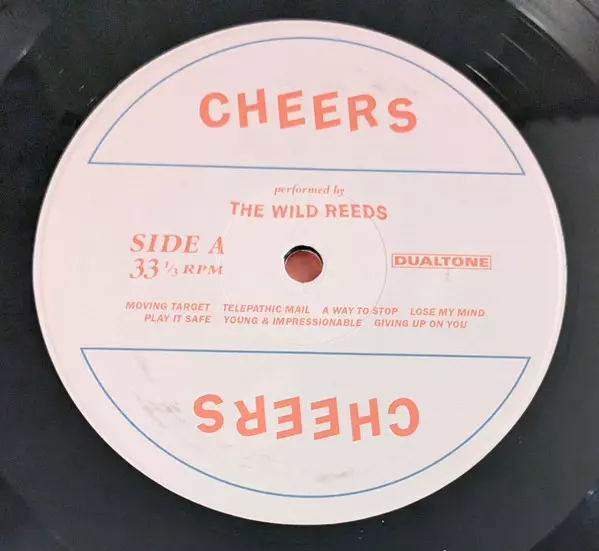 CHEERS
performed by
THE WILD REEDS
SIDE A
33 1/3 RPM
DUALTONE
MOVING TARGET TELEPATHIC MAIL A WAY TO STOP LOSE MY MIND
PLAY IT SAFE YOUNG & IMPRESSIONABLE GIVING UP ON YOU
CHEERS